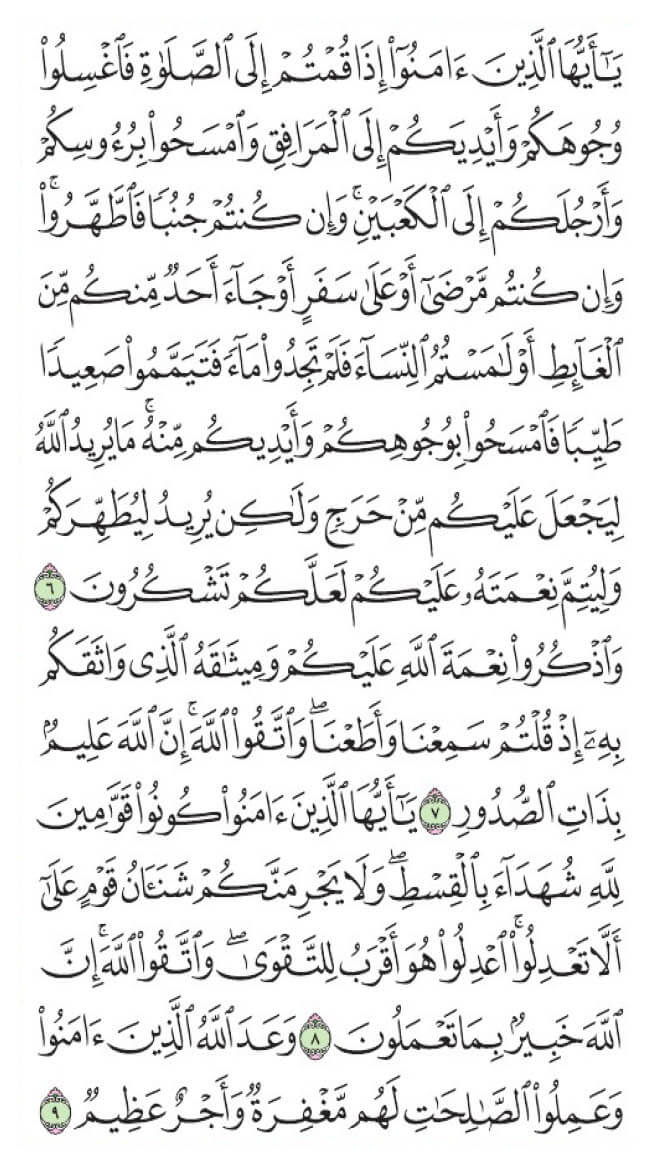 يَٰٓأَيُّهَا ٱلَّذِينَ ءَامَنُوٓا۟ إِذَا قُمْتُمْ إِلَى ٱلصَّلَوٰةِ فَٱغْسِلُوا۟
وُجُوهَكُمْ وَأَيْدِيَكُمْ إِلَى ٱلْمَرَافِقِ وَٱمْسَحُوا۟ بِرُءُوسِكُمْ
وَأَرْجُلَكُمْ إِلَى ٱلْكَعْبَيْنِ ۚ وَإِن كُنتُمْ جُنُبًا فَٱطَّهَّرُوا۟ ۚ
وَإِن كُنتُم مَّرْضَىٰٓ أَوْ عَلَىٰ سَفَرٍ أَوْ جَآءَ أَحَدٌ مِّنكُم مِّنَ
ٱلْغَآئِطِ أَوْ لَٰمَسْتُمُ ٱلنِّسَآءَ فَلَمْ تَجِدُوا۟ مَآءً فَتَيَمَّمُوا۟ صَعِيدًا
طَيِّبًا فَٱمْسَحُوا۟ بِوُجُوهِكُمْ وَأَيْدِيكُم مِّنْهُ ۚ مَا يُرِيدُ ٱللَّهُ
لِيَجْعَلَ عَلَيْكُم مِّنْ حَرَجٍ وَلَٰكِن يُرِيدُ لِيُطَهِّرَكُمْ
وَلِيُتِمَّ نِعْمَتَهُۥ عَلَيْكُمْ لَعَلَّكُمْ تَشْكُرُونَ ٦
وَٱذْكُرُوا۟ نِعْمَةَ ٱللَّهِ عَلَيْكُمْ وَمِيثَٰقَهُ ٱلَّذِى وَاثَقَكُم
بِهِۦٓ إِذْ قُلْتُمْ سَمِعْنَا وَأَطَعْنَا ۖ وَٱتَّقُوا۟ ٱللَّهَ ۚ إِنَّ ٱللَّهَ عَلِيمٌۢ
بِذَاتِ ٱلصُّدُورِ ٧ يَٰٓأَيُّهَا ٱلَّذِينَ ءَامَنُوا۟ كُونُوا۟ قَوَّٰمِينَ
لِلَّهِ شُهَدَآءَ بِٱلْقِسْطِ ۖ وَلَا يَجْرِمَنَّكُمْ شَنَـَٔانُ قَوْمٍ عَلَىٰٓ
أَلَّا تَعْدِلُوا۟ ۚ ٱعْدِلُوا۟ هُوَ أَقْرَبُ لِلتَّقْوَىٰ ۖ وَٱتَّقُوا۟ ٱللَّهَ ۚ إِنَّ
ٱللَّهَ خَبِيرٌۢ بِمَا تَعْمَلُونَ ٨ وَعَدَ ٱللَّهُ ٱلَّذِينَ ءَامَنُوا۟
وَعَمِلُوا۟ ٱلصَّٰلِحَٰتِ لَهُم مَّغْفِرَةٌ وَأَجْرٌ عَظِيمٌ ٩